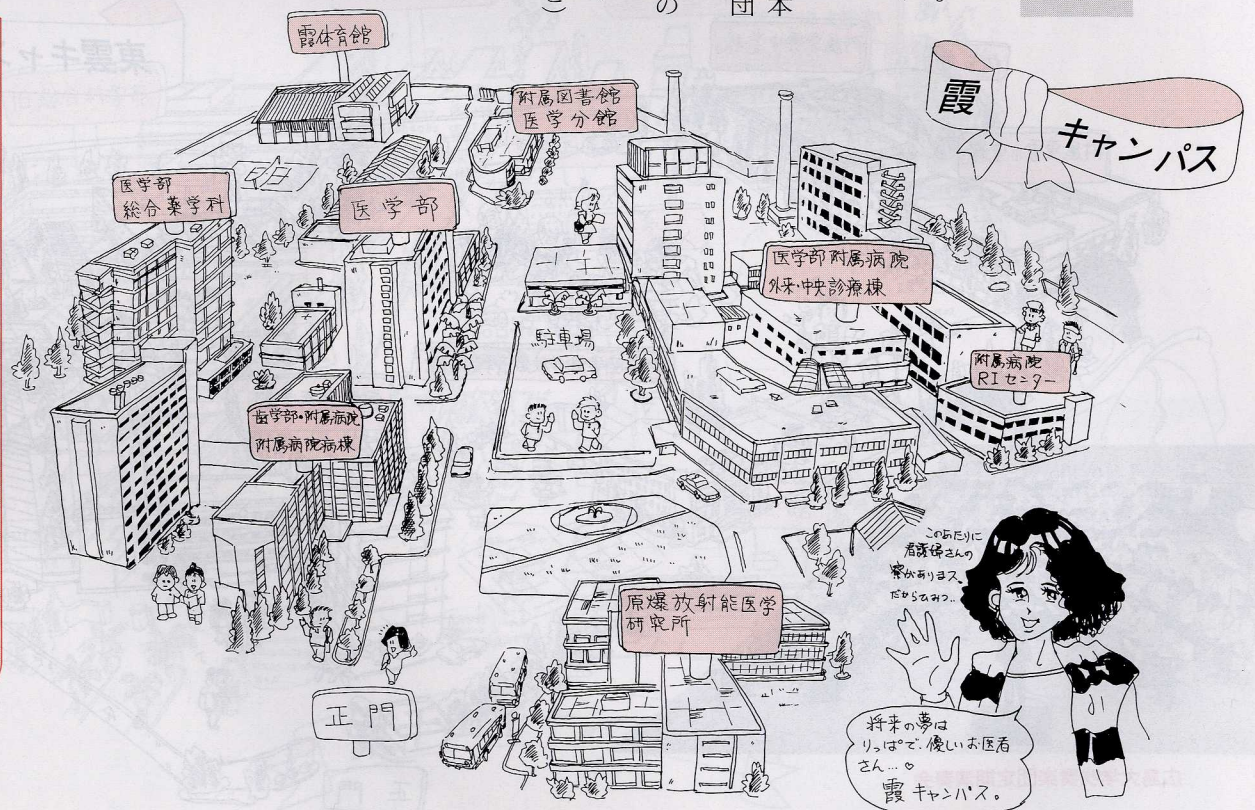 こ の 団 本
霞
キャンパス
霞体育館
附属図書館
医学分館
医学部
総合薬学科
医学部
医学部附属病院
外来・中央診療棟
駐車場
附属病院
RIセンター
歯学部・附属病院
附属病院病棟
このあたりに
看護婦さんの
寮があります。
だからひみつ..
原爆放射能医学
研究所
正門
将来の夢は
りっぱで、優しいお医者
さん…♡
霞キャンパス。